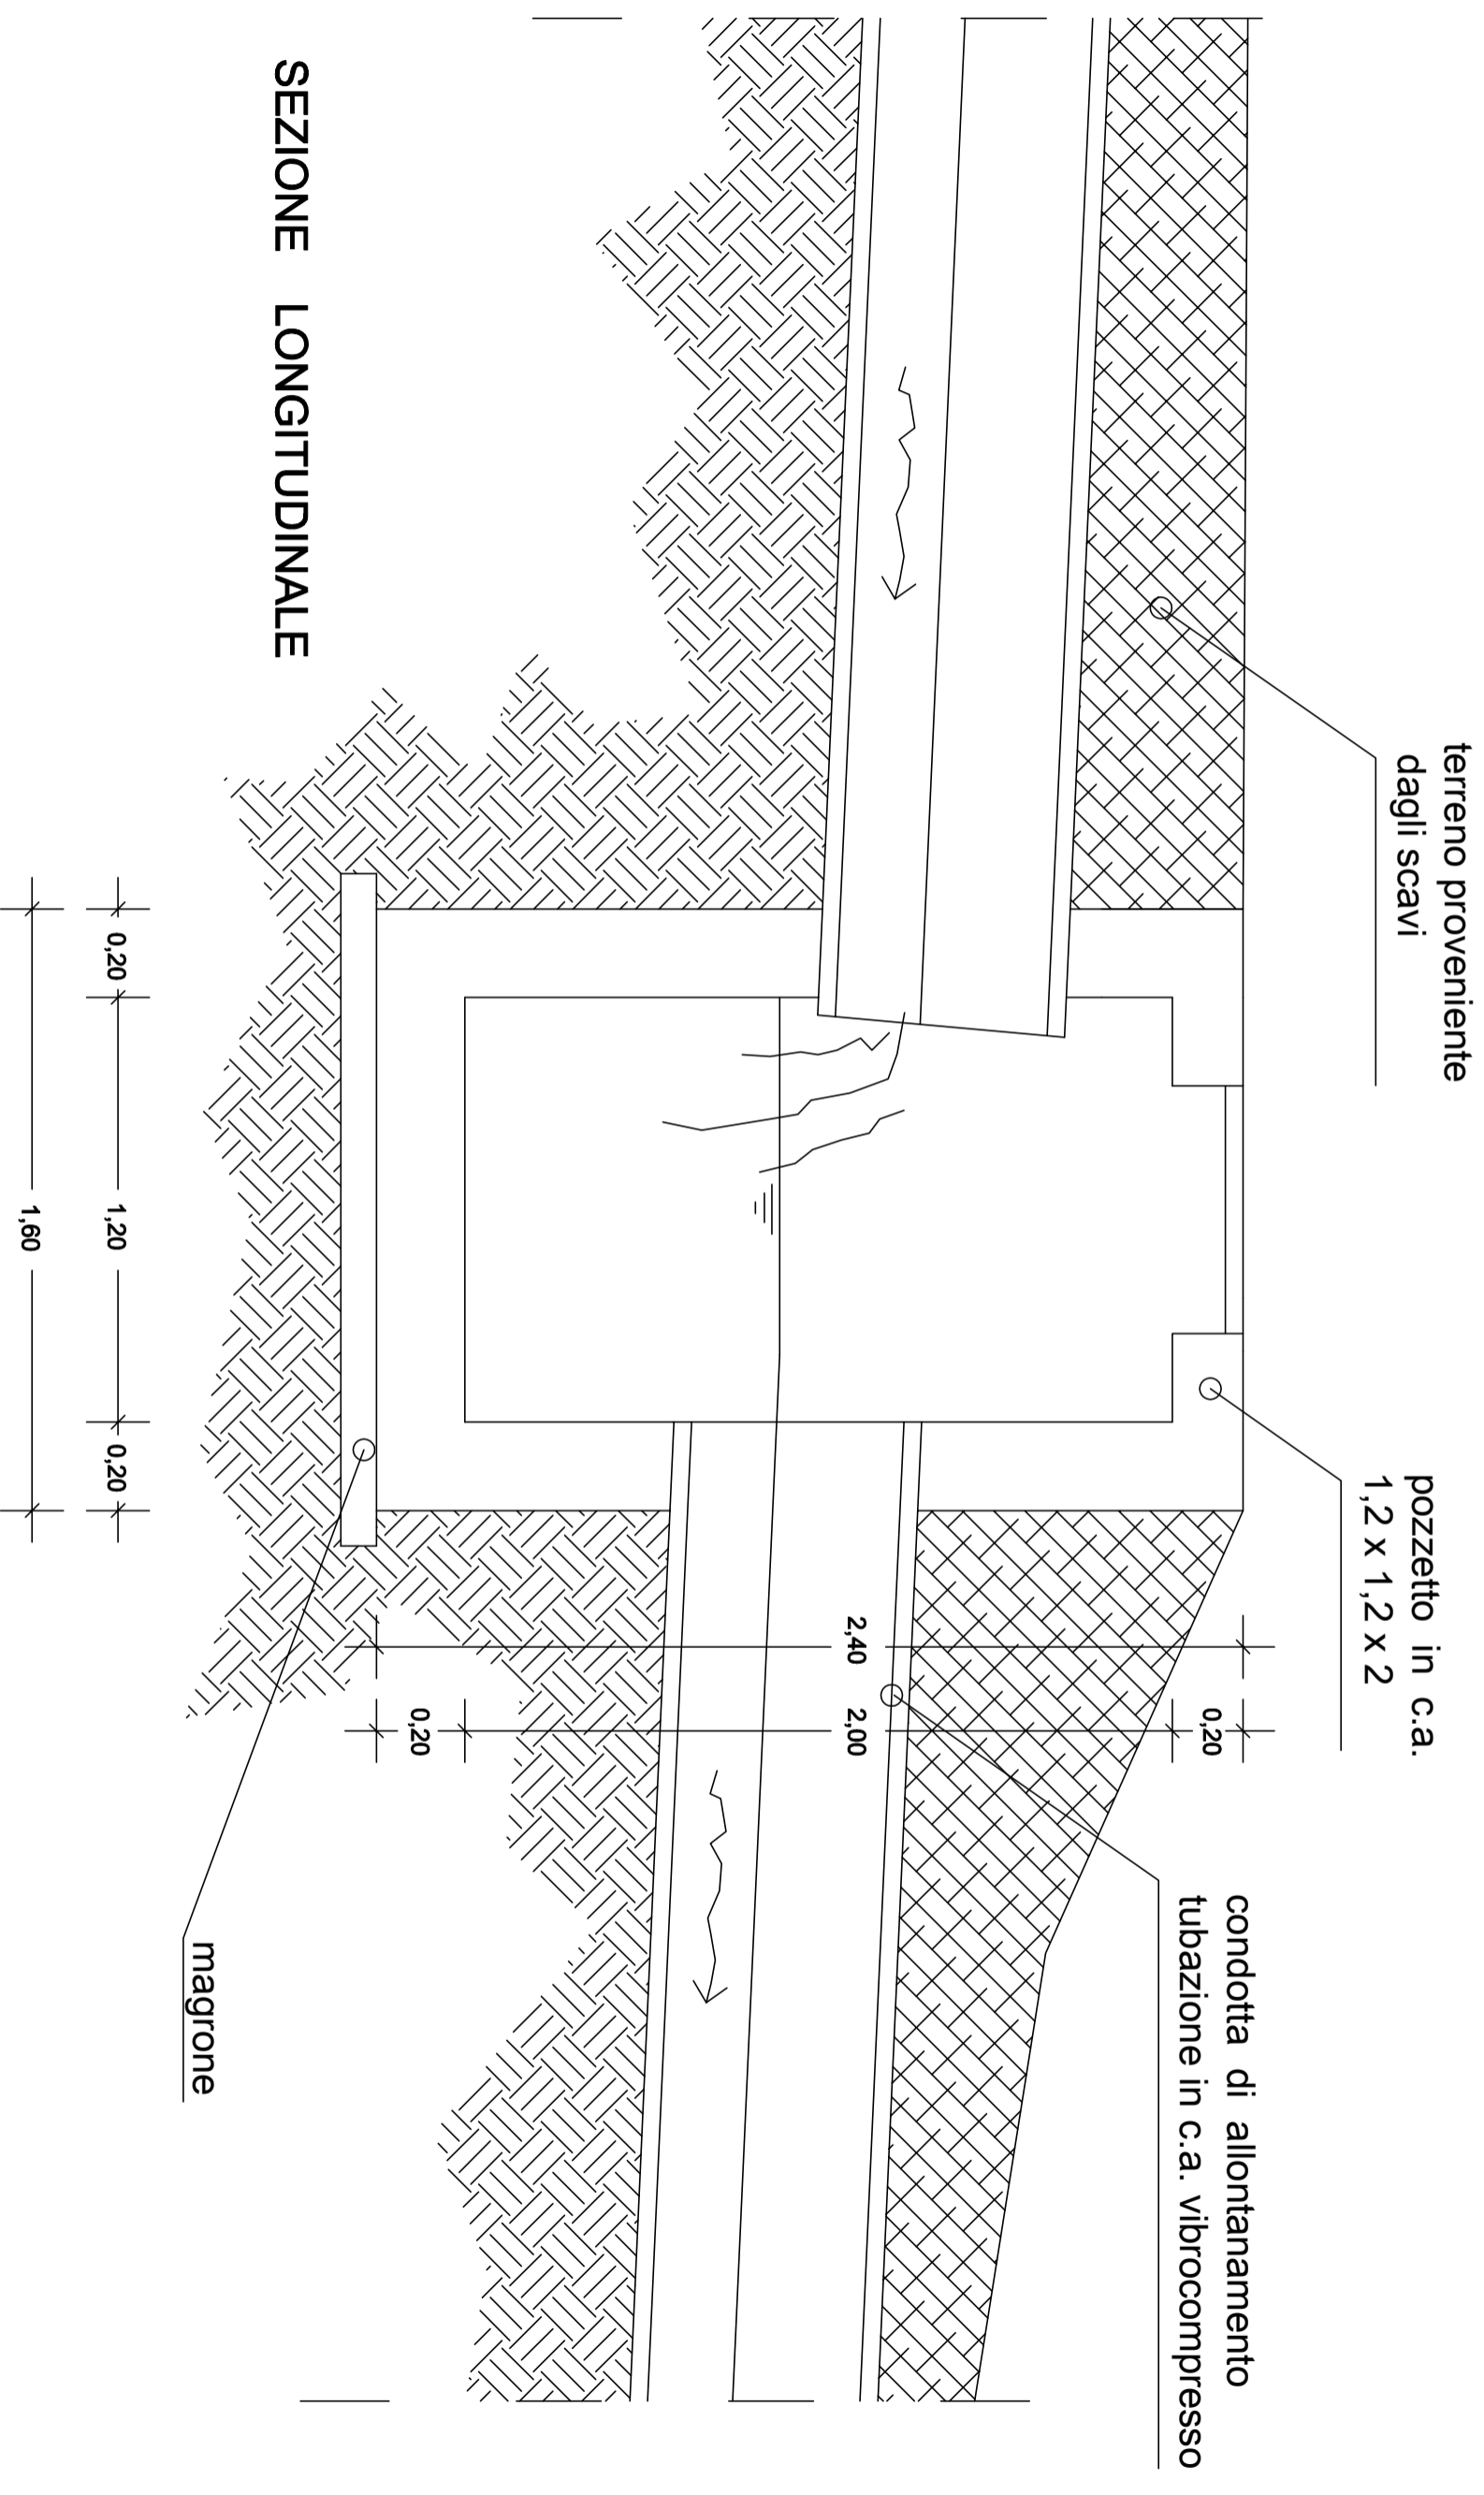 terreno proveniente
dagli scavi
pozzetto in c.a.
1,2 x 1,2 x 2
condotta di allontanamento
tubazione in c.a. vibrocompresso
2,40
0,20
2,00
0,20
magrone
SEZIONE LONGITUDINALE
0,20
1,20
0,20
1,60